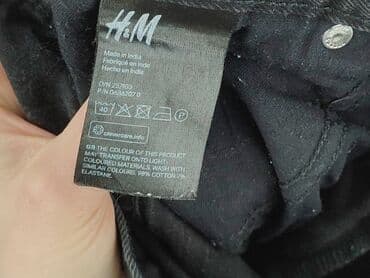 H&M
Made in India
Fabriqué en Inde
Hecho en India
40
P
clevercare.info
GB THE COLOUR OF THIS PRODUCT
MAY TRANSFER ONTO LIGHT-
COLOURED MATERIALS, WASH WITH
SIMILAR COLOURS. 98% COTTON 2%
ELASTANE.